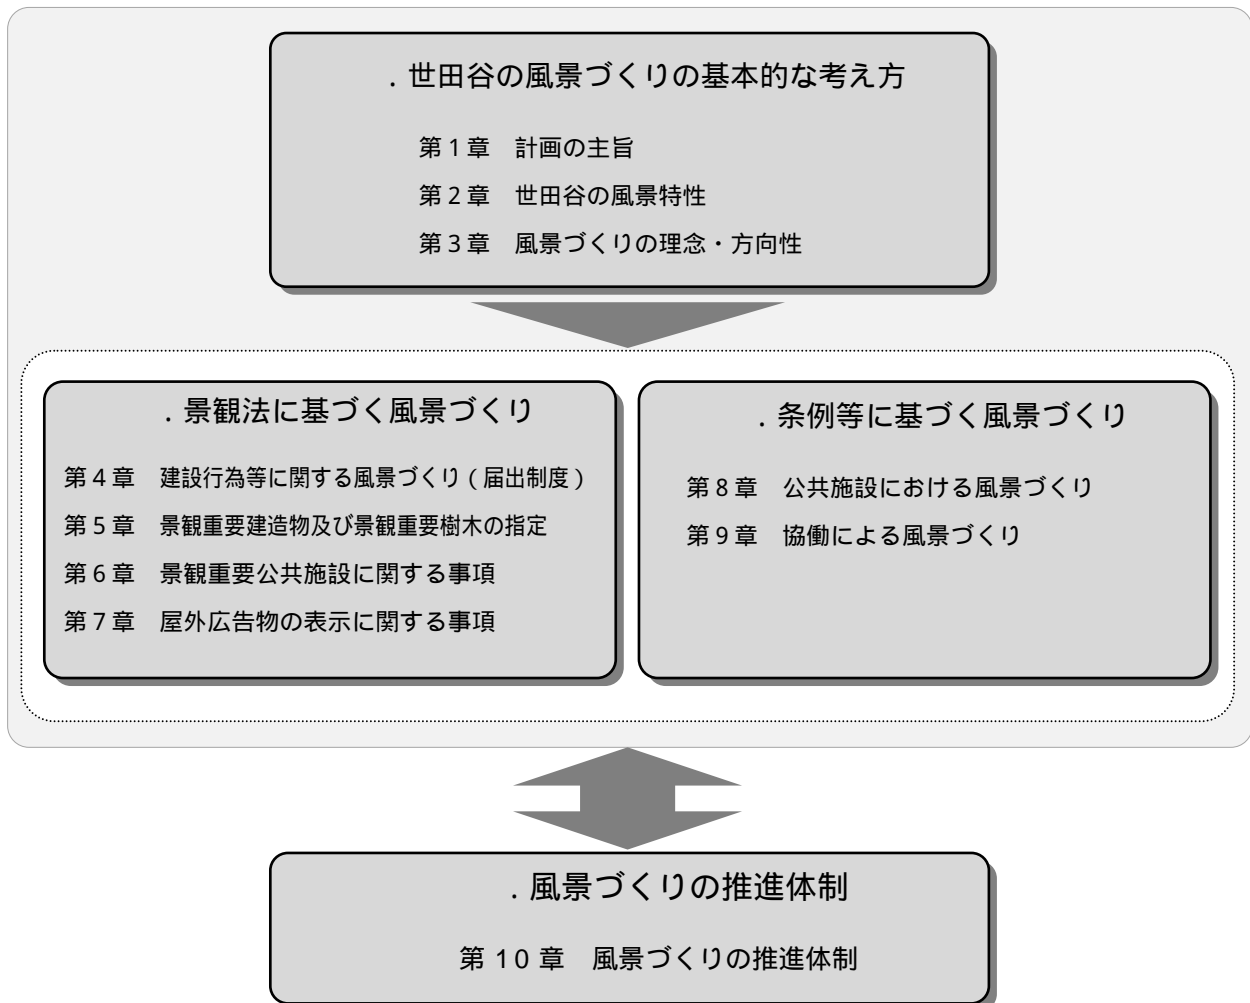 . 世田谷の風景づくりの基本的な考え方
第1章 計画の主旨
第2章 世田谷の風景特性
第3章 風景づくりの理念・方向性
. 景観法に基づく風景づくり
第4章 建設行為等に関する風景づくり(届出制度)
第5章 景観重要建造物及び景観重要樹木の指定
第6章 景観重要公共施設に関する事項
第7章 屋外広告物の表示に関する事項
. 条例等に基づく風景づくり
第8章 公共施設における風景づくり
第9章 協働による風景づくり
. 風景づくりの推進体制
第 10 章 風景づくりの推進体制